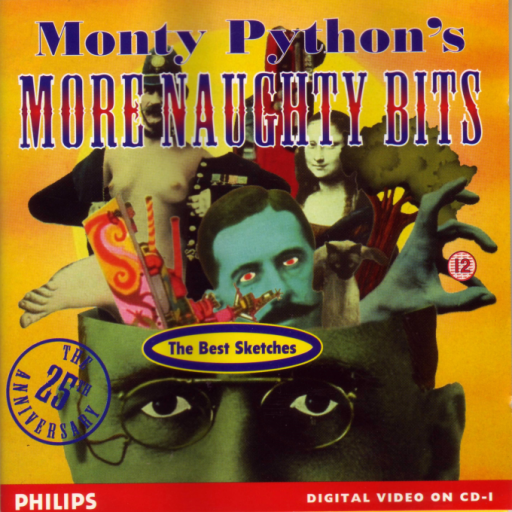 Monty Python's
MORE NAUGHTY BITS
12
The Best Sketches
THE
25TH
ANNIVERSARY
PHILIPS
DIGITAL VIDEO ON CD-I